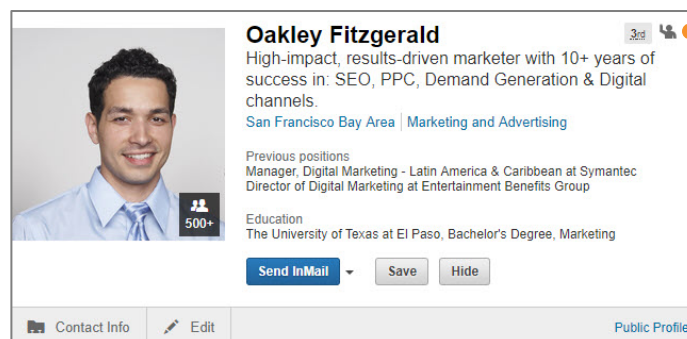 Oakley Fitzgerald
3rd
High-impact, results-driven marketer with 10+ years of
success in: SEO, PPC, Demand Generation & Digital
channels.
San Francisco Bay Area | Marketing and Advertising
Previous positions
Manager, Digital Marketing - Latin America & Caribbean at Symantec
Director of Digital Marketing at Entertainment Benefits Group
500+
Education
The University of Texas at El Paso, Bachelor's Degree, Marketing
Send InMail
Save
Hide
Contact Info
Edit
Public Profile